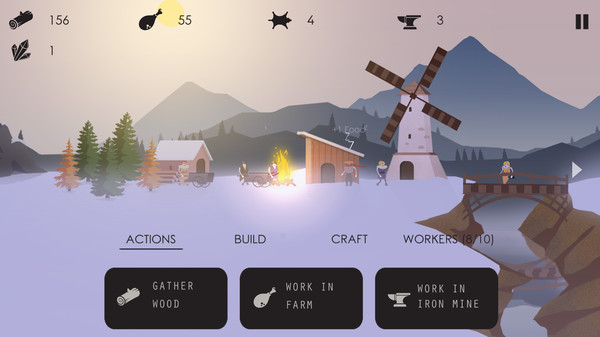 156
55
4
3
1
+1 Food
ACTIONS
BUILD
CRAFT
WORKERS (8/10)
GATHER
WOOD
WORK IN
FARM
WORK IN
IRON MINE